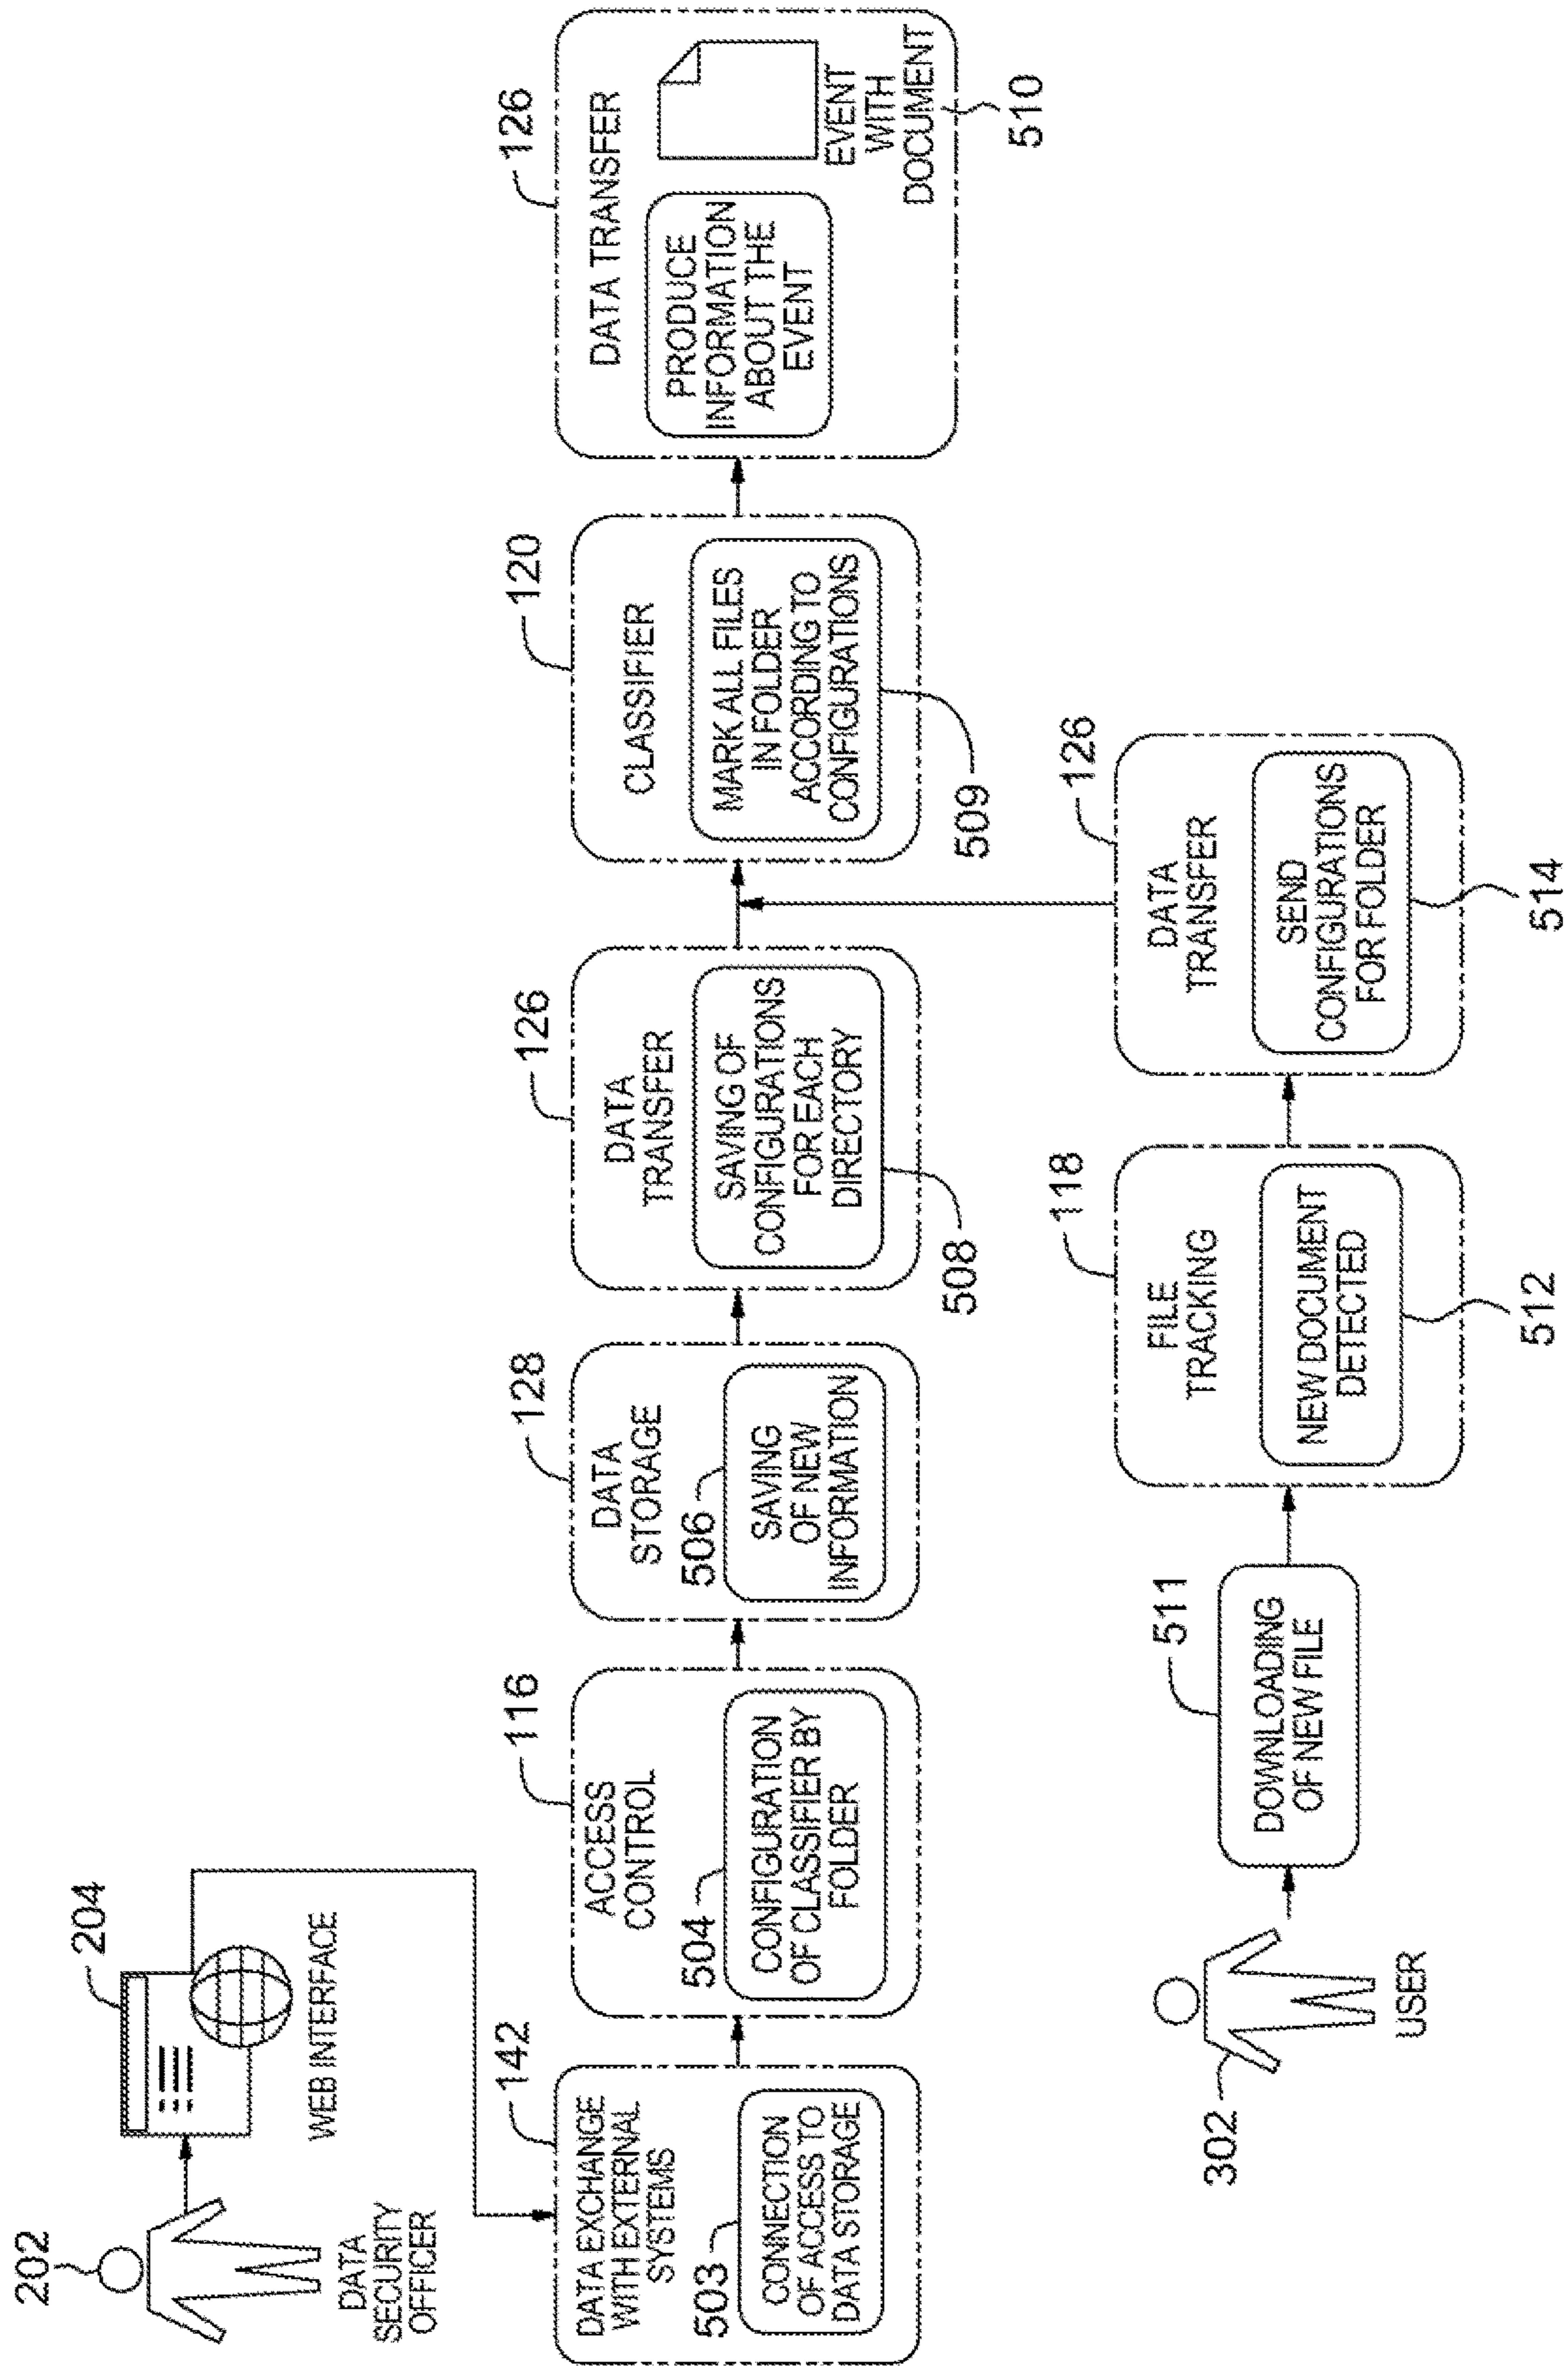 202
DATA
SECURITY
OFFICER
204
WEB INTERFACE
142
DATA EXCHANGE
WITH EXTERNAL
SYSTEMS
503
CONNECTION
OF ACCESS TO
DATA STORAGE
116
ACCESS
CONTROL
504
CONFIGURATION
OF CLASSIFIER BY
FOLDER
128
DATA
STORAGE
506
SAVING
OF NEW
INFORMATION
126
DATA
TRANSFER
SAVING OF
CONFIGURATIONS
FOR EACH
DIRECTORY
508
120
CLASSIFIER
MARK ALL FILES
IN FOLDER
ACCORDING TO
CONFIGURATIONS
509
126
DATA TRANSFER
PRODUCE
INFORMATION
ABOUT THE
EVENT
EVENT
WITH
DOCUMENT
510
302
USER
511
DOWNLOADING
OF NEW FILE
118
FILE
TRACKING
NEW DOCUMENT
DETECTED
512
126
DATA
TRANSFER
SEND
CONFIGURATIONS
FOR FOLDER
514